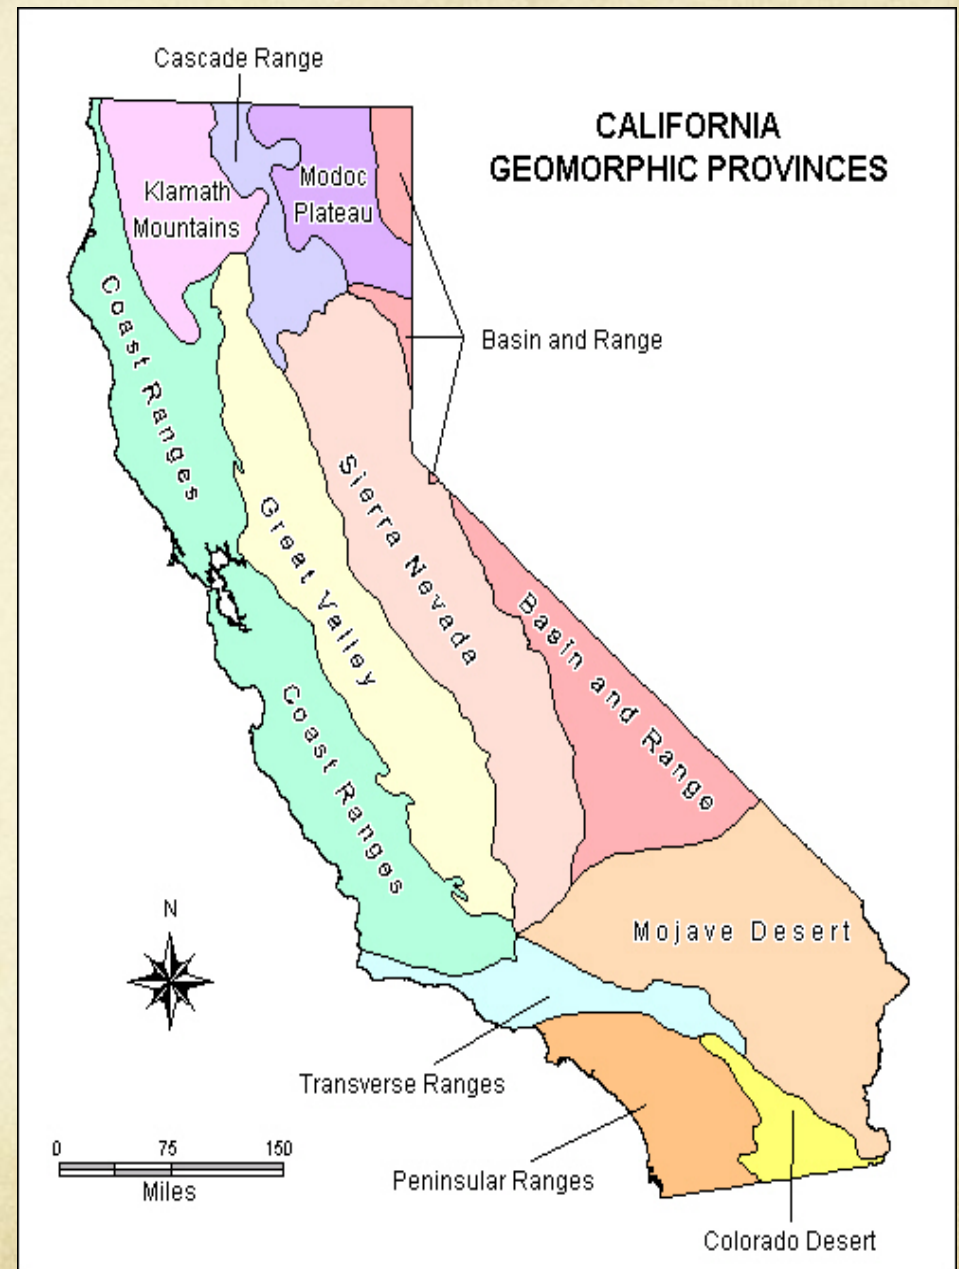 Cascade Range
CALIFORNIA
GEOMORPHIC PROVINCES
Klamath
Mountains
Modoc
Plateau
Coast Ranges
Basin and Range
Sierra Nevada
Great Valley
Basin and Range
Coast Ranges
Mojave Desert
N
Transverse Ranges
0 75 150
Miles
Peninsular Ranges
Colorado Desert